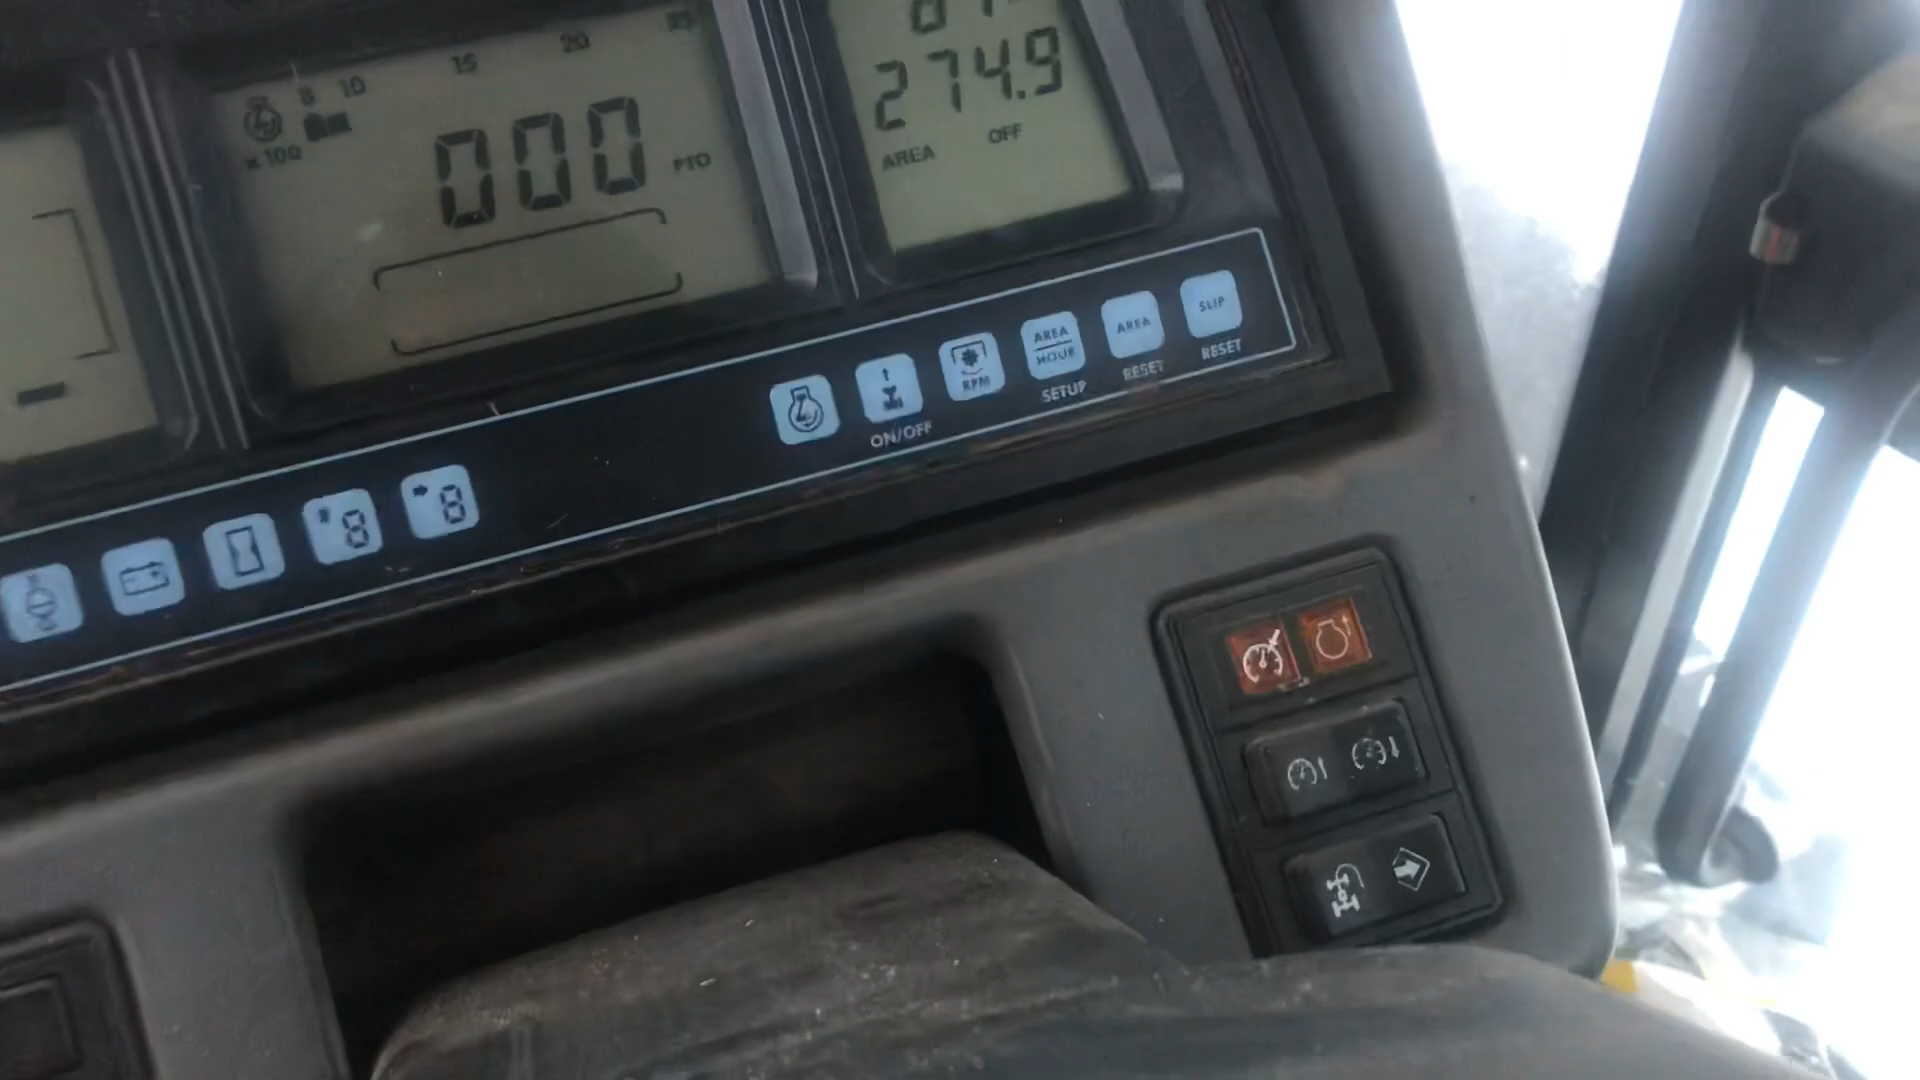 8 10 15 20
x100
000 PTO
274.9
AREA OFF
RPM
AREA
HOUR
AREA
SLIP
ON/OFF
SETUP
RESET
RESET
8
8